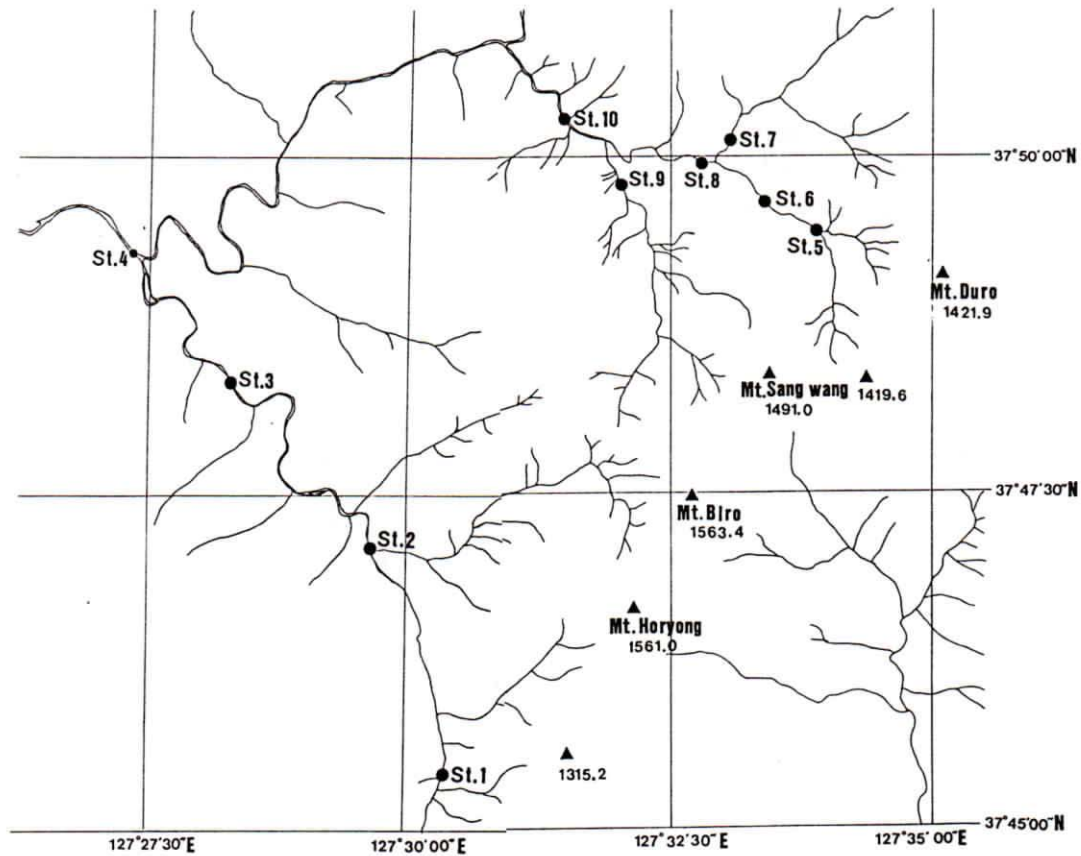 St.10
St.7
37°50'00"N
St.9
St.8
St.6
St.5
St.4
Mt.Duro
1421.9
St.3
Mt.Sang wang
1491.0
1419.6
37°47'30"N
Mt.Biro
1563.4
St.2
Mt.Horyong
1561.0
1315.2
St.1
37°45'00"N
127°27'30"E
127°30'00"E
127°32'30"E
127°35'00"E